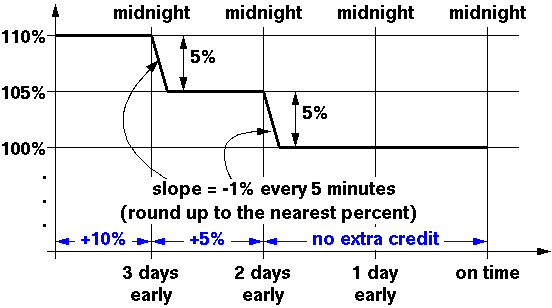 midnight midnight midnight midnight
110%
5%
105%
5%
100%
slope = -1% every 5 minutes
(round up to the nearest percent)
+10% +5% no extra credit
3 days 2 days 1 day on time
early early early